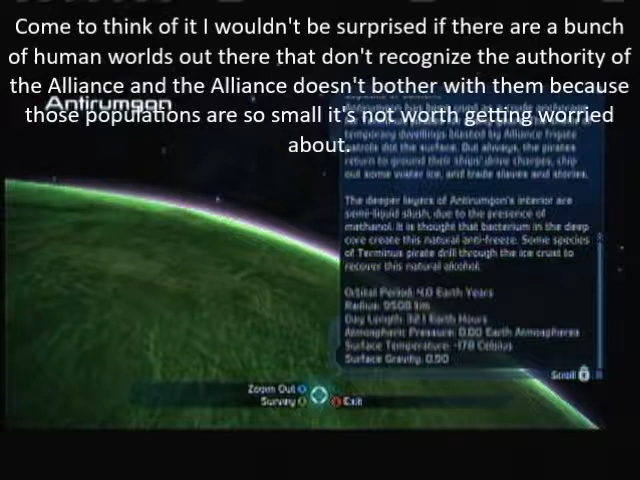 Come to think of it I wouldn't be surprised if there are a bunch
of human worlds out there that don't recognize the authority of
the Alliance and the Alliance doesn't bother with them because
those populations are so small it's not worth getting worried
about.
Antirumgon
temporary dwellings blasted by Alliance frigate
patrols dot the surface. But always, the pirates
return to ground their ships' drive charges, chip
out some water ice, and trade slaves and stories.
The deeper layers of Antirumgon's interior are
semi-liquid slush, due to the presence of
methanol. It is thought that bacterium in the deep
core create this natural anti-freeze. Some species
of Terminus pirate drill through the ice crust to
recover this natural alcohol.
Orbital Period: 4.0 Earth Years
Radius: 9508 km
Day Length: 32.1 Earth Hours
Atmospheric Pressure: 0.00 Earth Atmospheres
Surface Temperature: -178 Celsius
Surface Gravity: 0.90
Scroll
Zoom Out
Survey
Exit